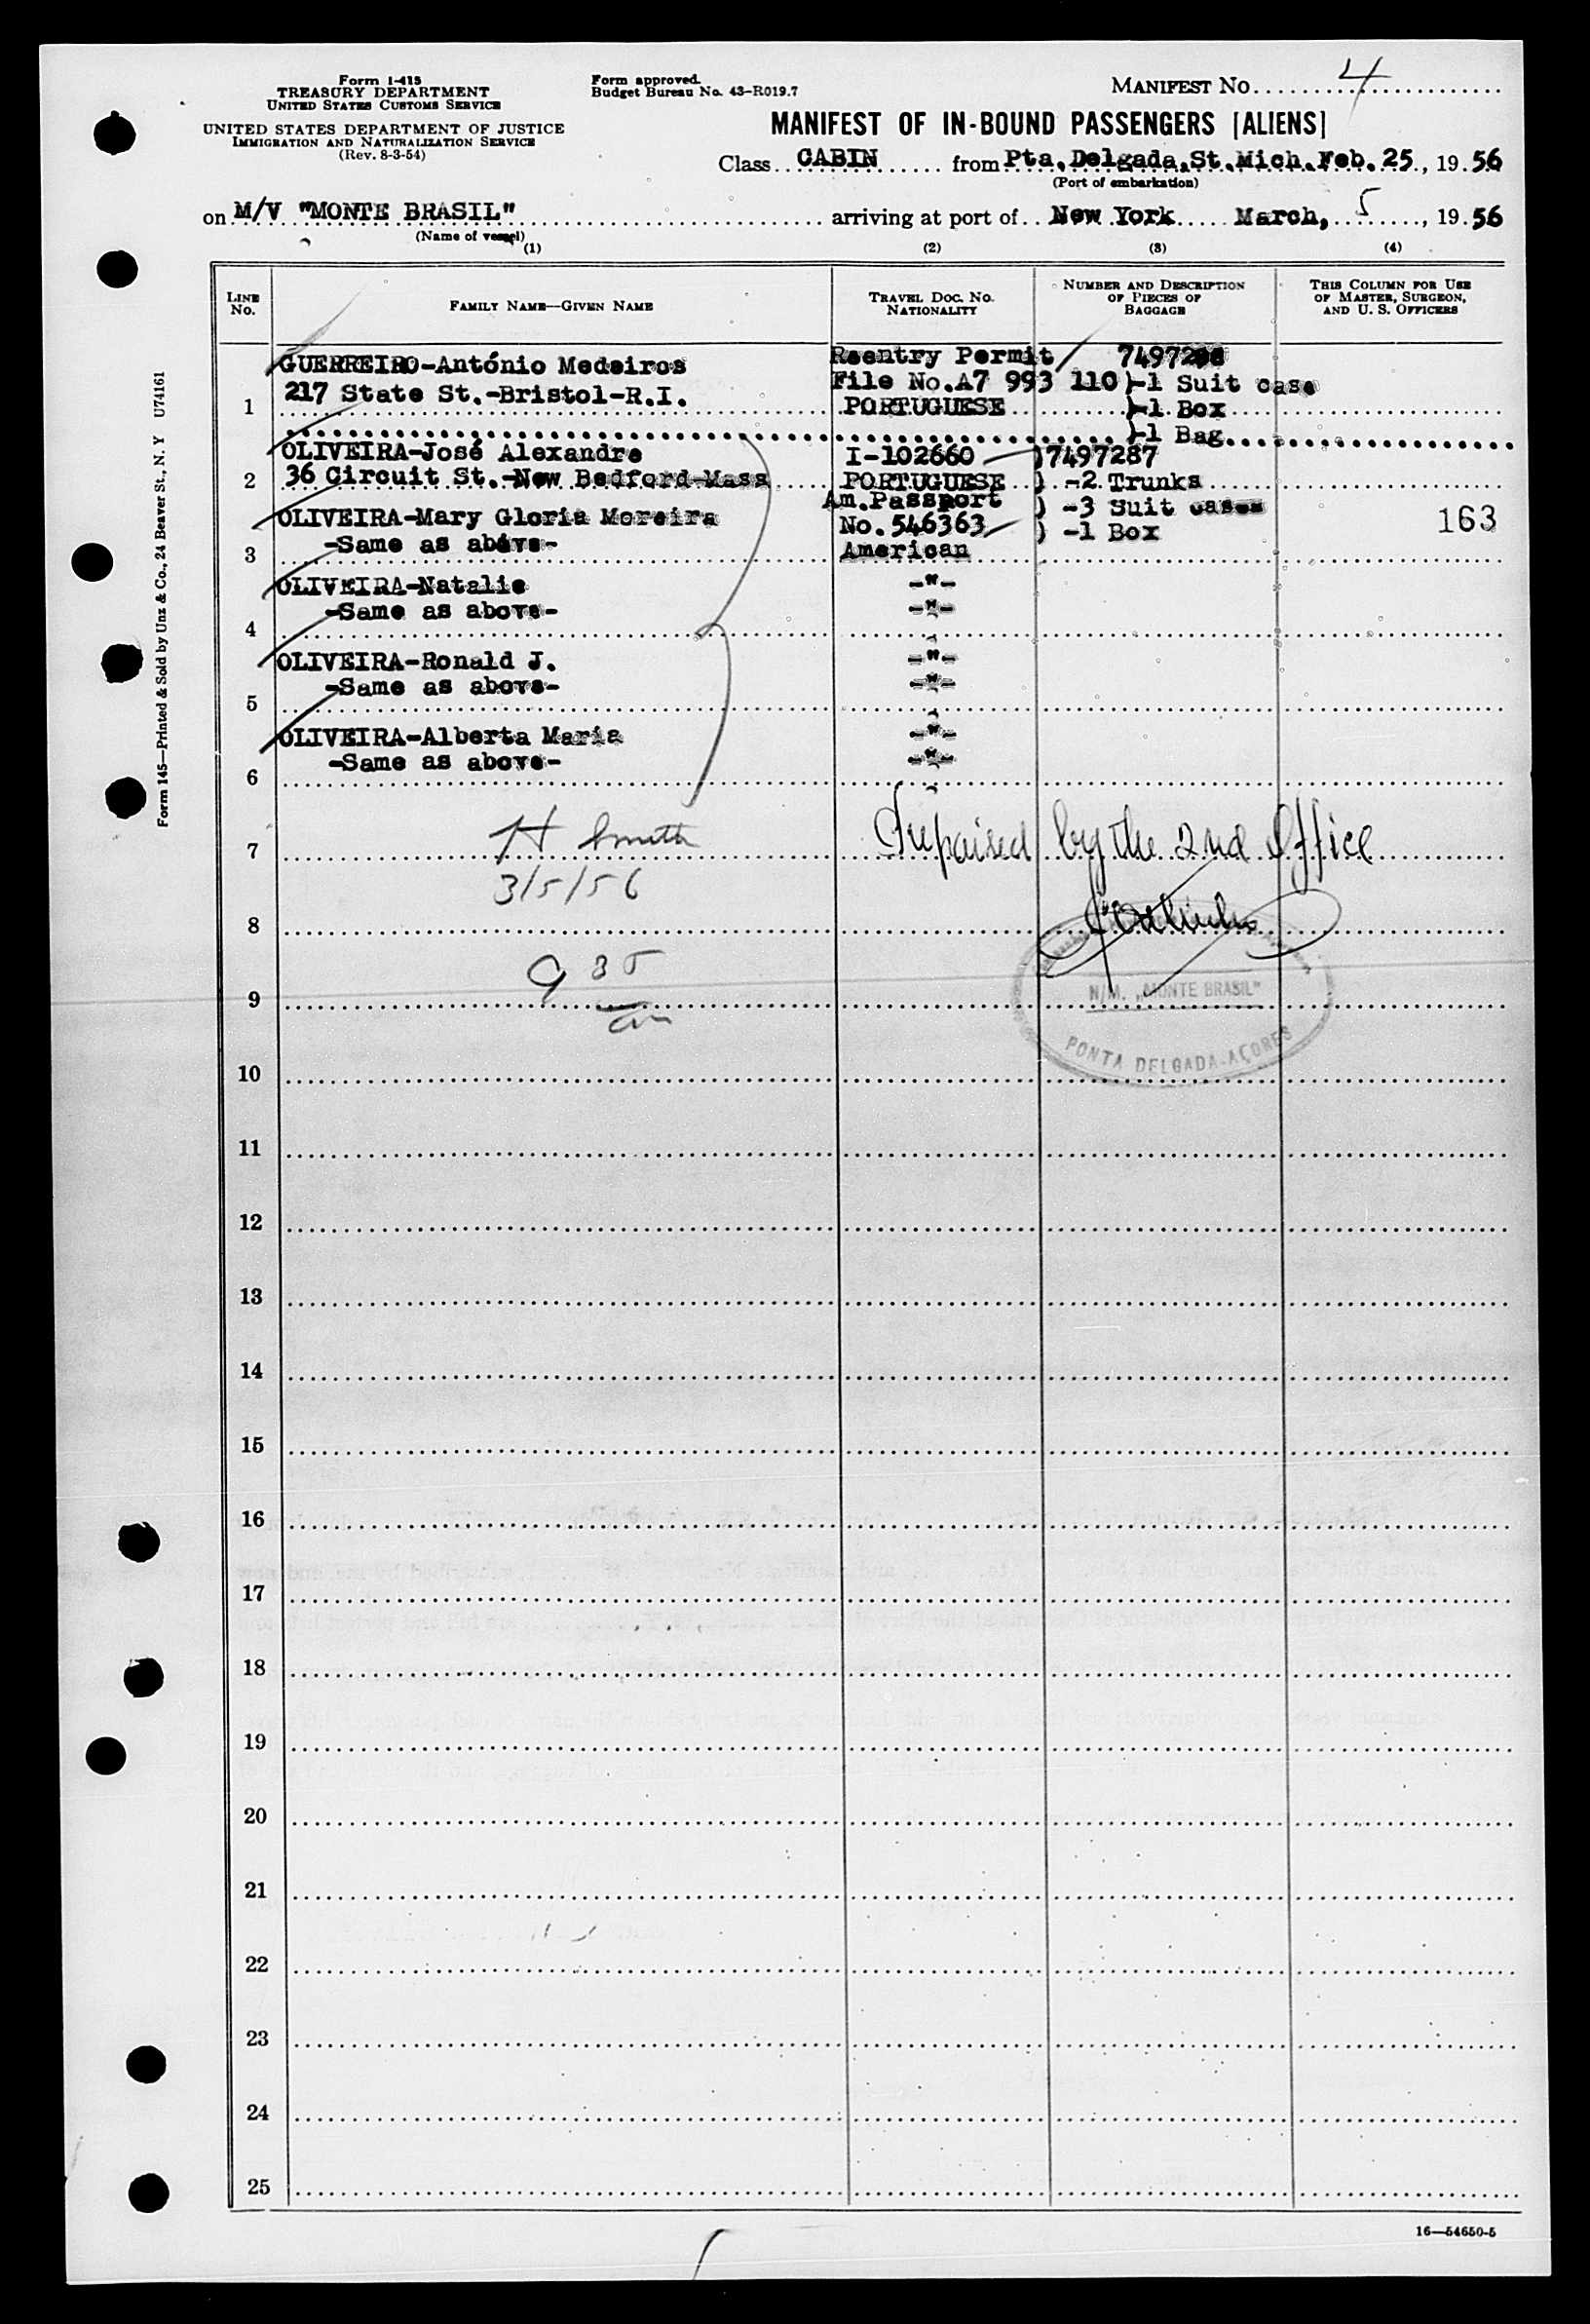 Form I-415
TREASURY DEPARTMENT
UNITED STATES CUSTOMS SERVICE
UNITED STATES DEPARTMENT OF JUSTICE
IMMIGRATION AND NATURALIZATION SERVICE
(Rev. 8-3-54)
Form approved.
Budget Bureau No. 43-R019.7
MANIFEST NO. 4
MANIFEST OF IN-BOUND PASSENGERS [ALIENS]
Class CABIN from Pta. Delgada. St. Mich. Feb. 25, 1956
(Port of embarkation)
on M/V "MONTE BRASIL" arriving at port of New York March, 5, 1956
(Name of vessel)
(1) (2) (3) (4)
LINE NO.
FAMILY NAME—GIVEN NAME
TRAVEL DOC. NO. NATIONALITY
NUMBER AND DESCRIPTION OF PIECES OF BAGGAGE
THIS COLUMN FOR USE OF MASTER, SURGEON, AND U. S. OFFICERS
GUERREIRO-António Medeiros Reentry Permit
217 State St.-Bristol-R.I. File No.A7 993 110 )-1 Suit case
1 PORTUGUESE )-1 Box
)-1 Bag
OLIVEIRA-José Alexandre I-102660 )7497287
2 36 Circuit St.-New Bedford-Mass PORTUGUESE ) -2 Trunks
OLIVEIRA-Mary Gloria Moreira Am.Passport ) -3 Suit cases
No.546363 ) -1 Box 163
3 -Same as above- American
OLIVEIRA-Natalie -"-
4 -Same as above- -"-
OLIVEIRA-Ronald J. -"-
5 -Same as above- -"-
OLIVEIRA-Alberta Maria -"-
6 -Same as above- -"-
7 H Smith by the 2nd Office
3/5/56
8
9 9 35
N/M. „MONTE BRASIL"
PONTA DELGADA-AÇORES
10
11
12
13
14
15
16
17
18
19
20
21
22
23
24
25
16—54650-5
Form 145—Printed & Sold by Unz & Co., 24 Beaver St., N. Y U74161